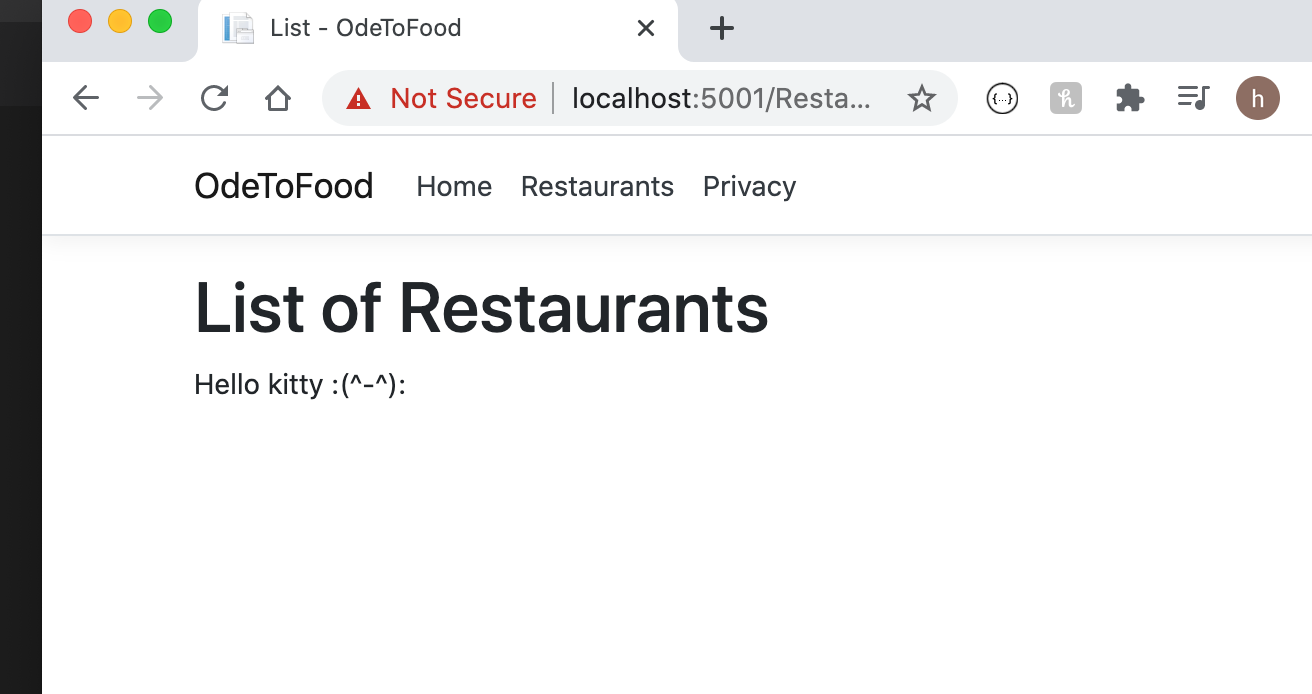 List - OdeToFood
Not Secure localhost:5001/Resta...
{...} h h
OdeToFood Home Restaurants Privacy
List of Restaurants
Hello kitty :(^-^):